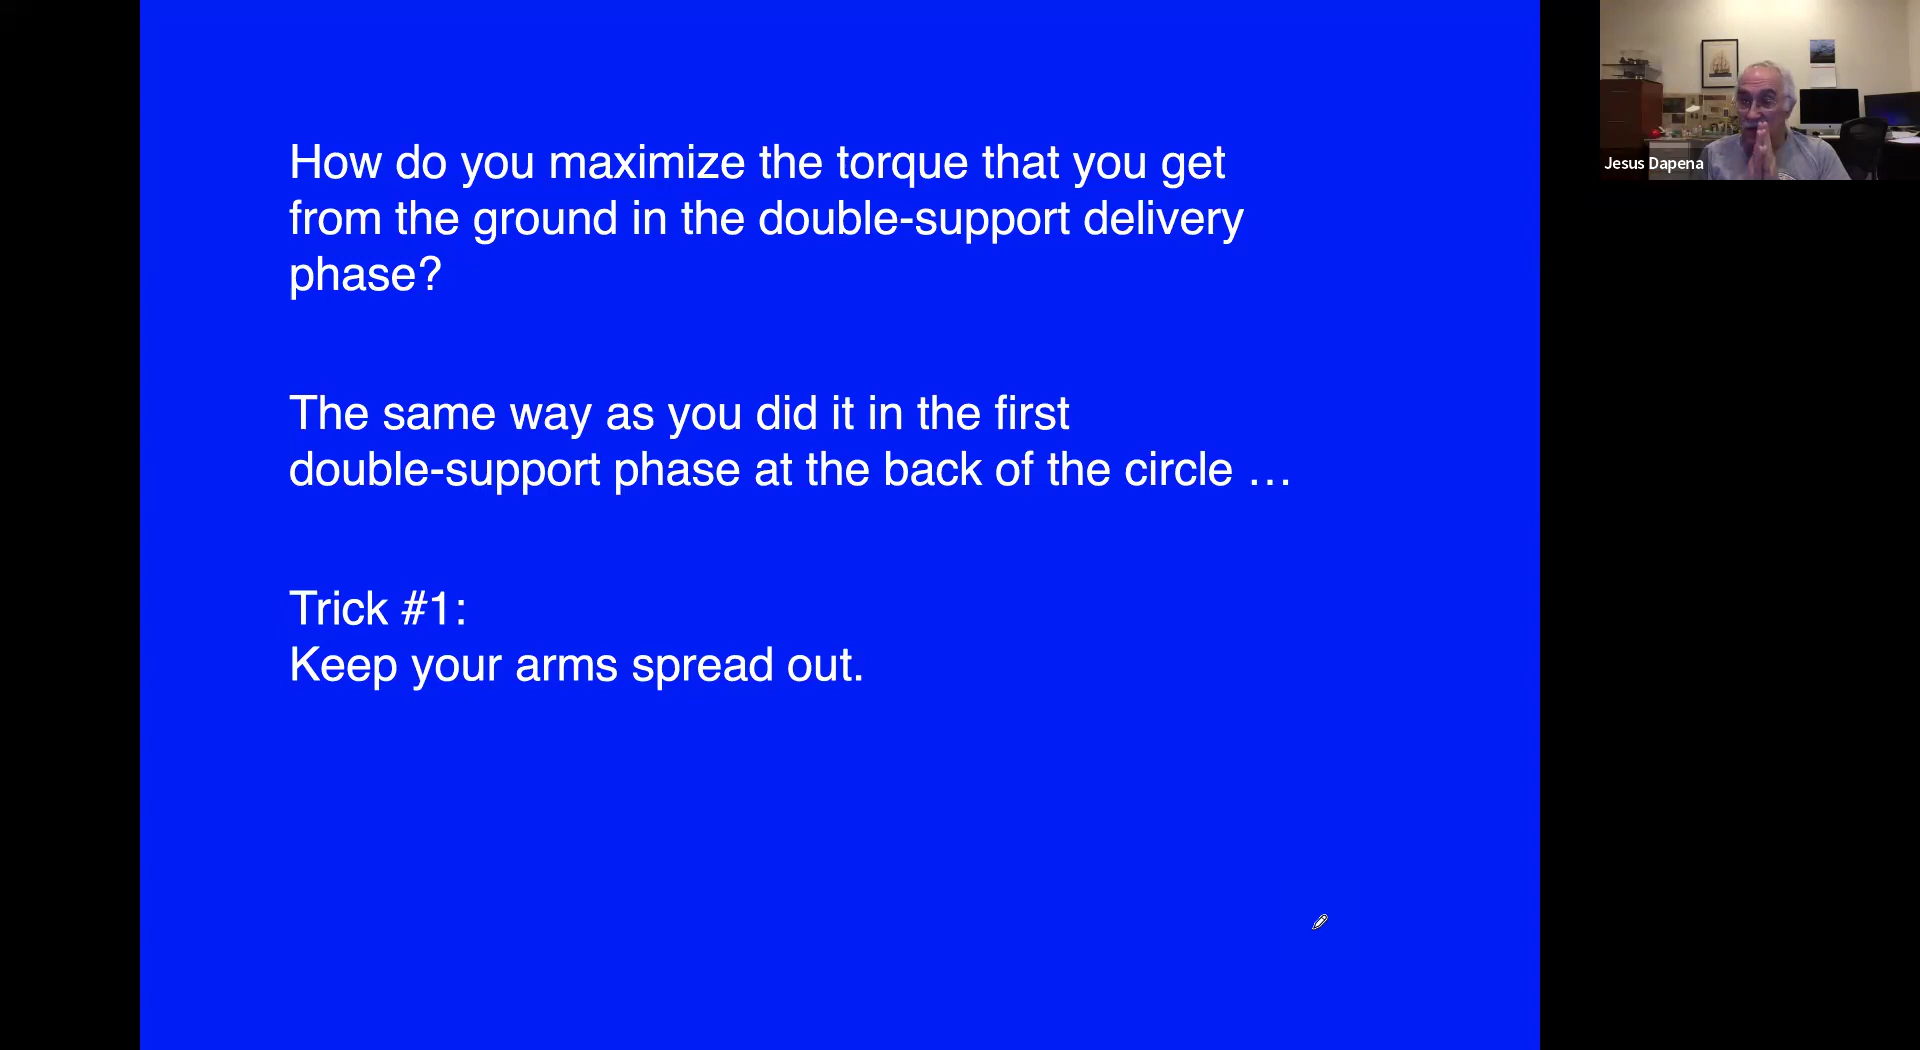 How do you maximize the torque that you get
from the ground in the double-support delivery
phase?
The same way as you did it in the first
double-support phase at the back of the circle …
Trick #1:
Keep your arms spread out.
Jesus Dapena